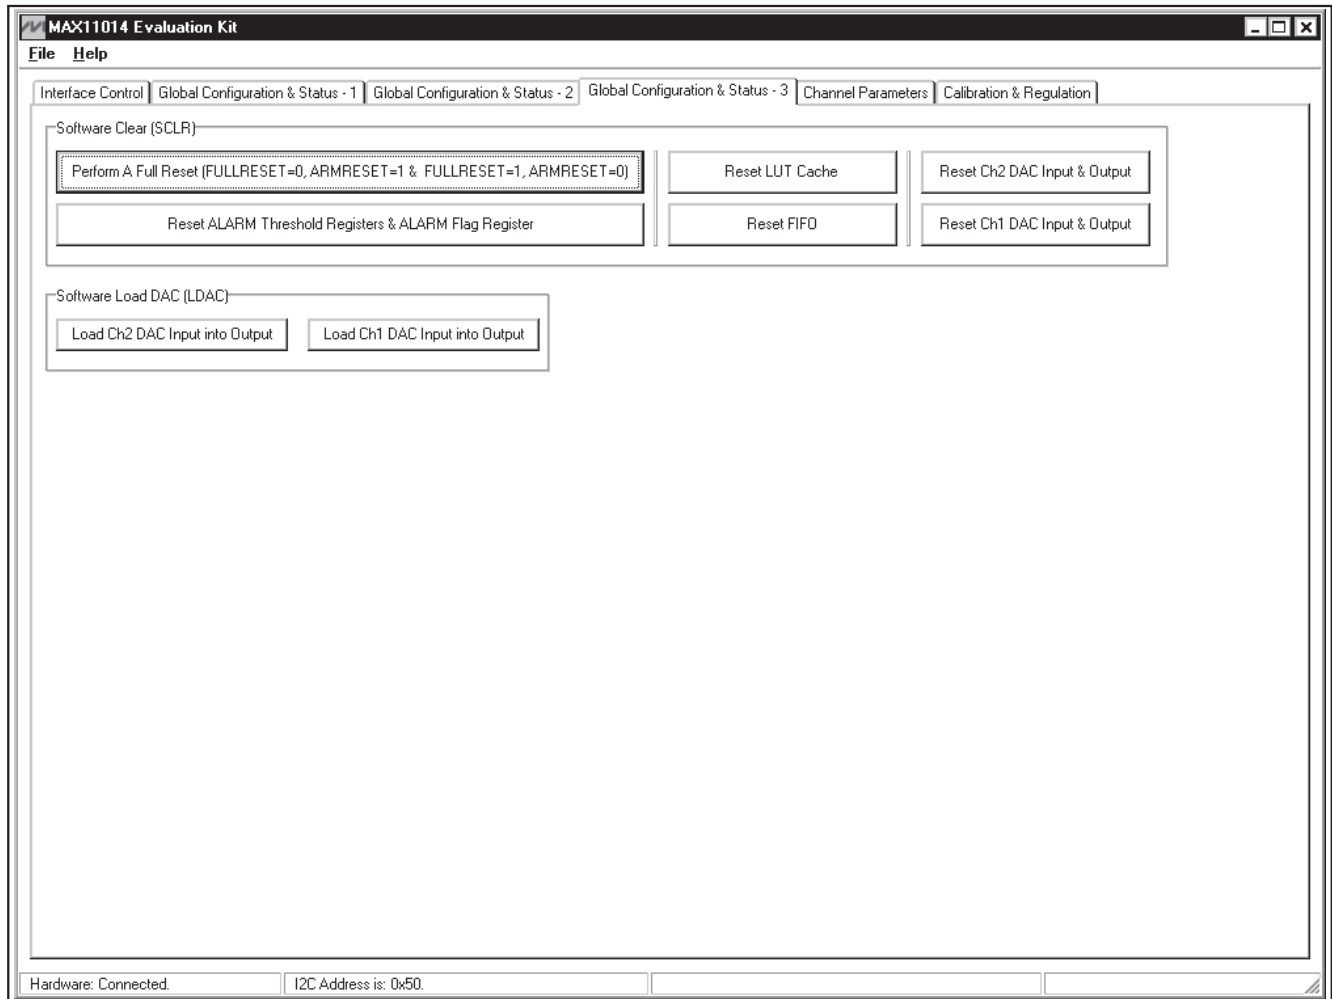 MAX11014 Evaluation Kit
File Help
Interface Control Global Configuration & Status - 1 Global Configuration & Status - 2 Global Configuration & Status - 3 Channel Parameters Calibration & Regulation
Software Clear (SCLR)
Perform A Full Reset (FULLRESET=0, ARMRESET=1 & FULLRESET=1, ARMRESET=0) Reset LUT Cache Reset Ch2 DAC Input & Output
Reset ALARM Threshold Registers & ALARM Flag Register Reset FIFO Reset Ch1 DAC Input & Output
Software Load DAC (LDAC)
Load Ch2 DAC Input into Output Load Ch1 DAC Input into Output
Hardware: Connected. I2C Address is: 0x50.